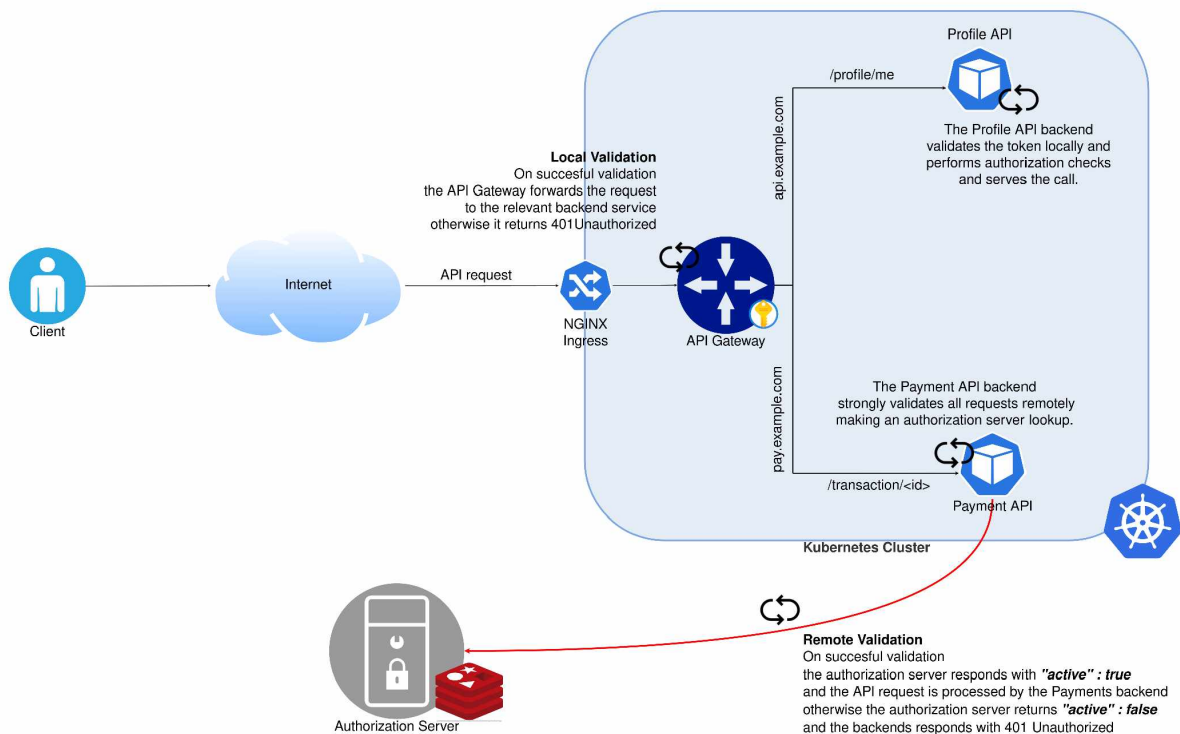 Profile API
/profile/me
api.example.com
The Profile API backend
validates the token locally and
performs authorization checks
and serves the call.
Local Validation
On succesful validation
the API Gateway forwards the request
to the relevant backend service
otherwise it returns 401Unauthorized
Client
Internet
API request
NGINX
Ingress
API Gateway
pay.example.com
The Payment API backend
strongly validates all requests remotely
making an authorization server lookup.
/transaction/<id>
Payment API
Kubernetes Cluster
Authorization Server
Remote Validation
On succesful validation
the authorization server responds with "active" : true
and the API request is processed by the Payments backend
otherwise the authorization server returns "active" : false
and the backends responds with 401 Unauthorized